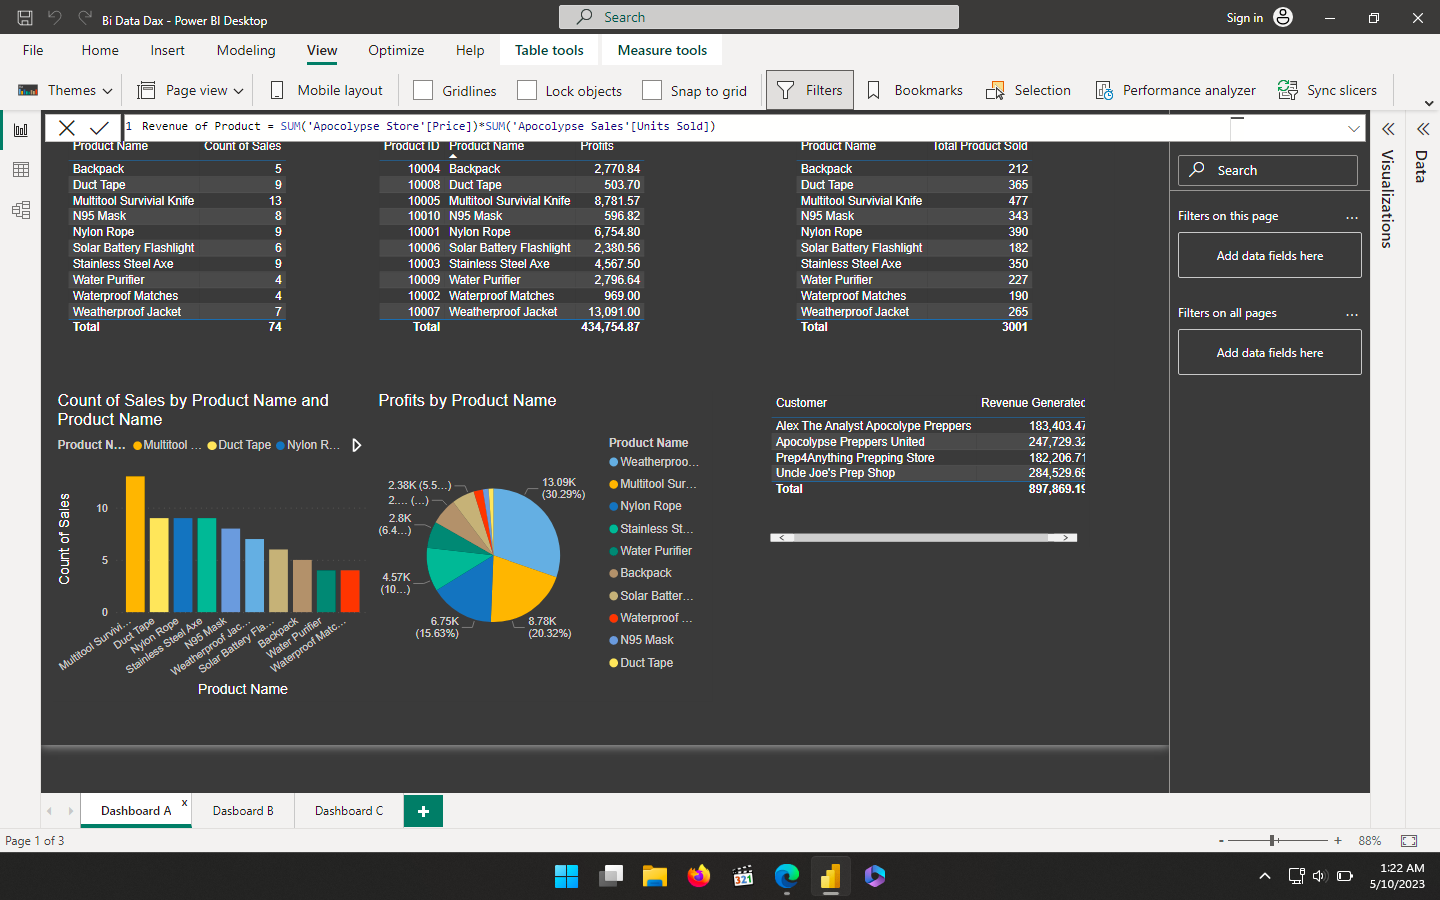 Bi Data Dax - Power BI Desktop
Search
Sign in
File Home Insert Modeling View Optimize Help Table tools Measure tools
Themes Page view Mobile layout Gridlines Lock objects Snap to grid Filters Bookmarks Selection Performance analyzer Sync slicers
1 Revenue of Product = SUM('Apocolypse Store'[Price])*SUM('Apocolypse Sales'[Units Sold])
Product Name Count of Sales
Backpack 5
Duct Tape 9
Multitool Survivial Knife 13
N95 Mask 8
Nylon Rope 9
Solar Battery Flashlight 6
Stainless Steel Axe 9
Water Purifier 4
Waterproof Matches 4
Weatherproof Jacket 7
Total 74
Product ID Product Name Profits
10004 Backpack 2,770.84
10008 Duct Tape 503.70
10005 Multitool Survivial Knife 8,781.57
10010 N95 Mask 596.82
10001 Nylon Rope 6,754.80
10006 Solar Battery Flashlight 2,380.56
10003 Stainless Steel Axe 4,567.50
10009 Water Purifier 2,796.64
10002 Waterproof Matches 969.00
10007 Weatherproof Jacket 13,091.00
Total 434,754.87
Product Name Total Product Sold
Backpack 212
Duct Tape 365
Multitool Survivial Knife 477
N95 Mask 343
Nylon Rope 390
Solar Battery Flashlight 182
Stainless Steel Axe 350
Water Purifier 227
Waterproof Matches 190
Weatherproof Jacket 265
Total 3001
Count of Sales by Product Name and
Product Name
Product N... Multitool ... Duct Tape Nylon R...
Count of Sales
10
5
0
Multitool Survivi...
Duct Tape
Nylon Rope
Stainless Steel Axe
N95 Mask
Weatherproof Jac...
Solar Battery Fla...
Backpack
Water Purifier
Waterproof Matc...
Product Name
Profits by Product Name
13.09K
(30.29%)
8.78K
(20.32%)
6.75K
(15.63%)
4.57K
(10...)
2.8K
(6.4...)
2.... (...)
2.38K (5.5...)
Product Name
Weatherproo...
Multitool Sur...
Nylon Rope
Stainless St...
Water Purifier
Backpack
Solar Batter...
Waterproof ...
N95 Mask
Duct Tape
Customer Revenue Generated
Alex The Analyst Apocolype Preppers 183,403.47
Apocolypse Preppers United 247,729.32
Prep4Anything Prepping Store 182,206.71
Uncle Joe's Prep Shop 284,529.69
Total 897,869.19
Search
Filters on this page ...
Add data fields here
Filters on all pages ...
Add data fields here
Visualizations
Data
Dashboard A x Dasboard B Dashboard C +
Page 1 of 3
- + 88%
321
1:22 AM
5/10/2023